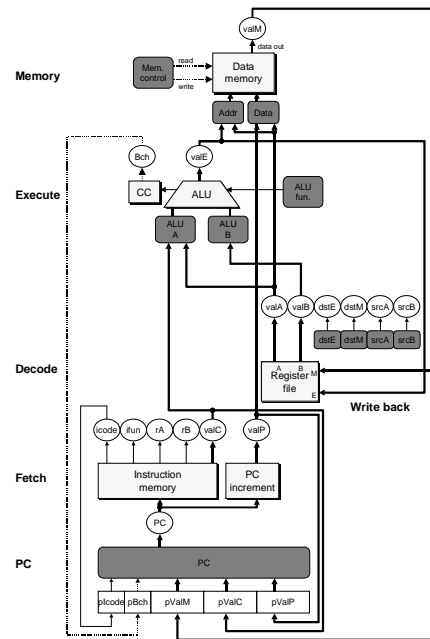 valM
data out
Memory
Mem. control
read
write
Data memory
Addr
Data
Bch
valE
Execute
CC
ALU
ALU fun.
ALU A
ALU B
valA
valB
dstE
dstM
srcA
srcB
dstE
dstM
srcA
srcB
Decode
A
B
Register file
M
E
Write back
icode
ifun
rA
rB
valC
valP
Fetch
Instruction memory
PC increment
PC
PC
PC
pIcode
pBch
pValM
pValC
pValP